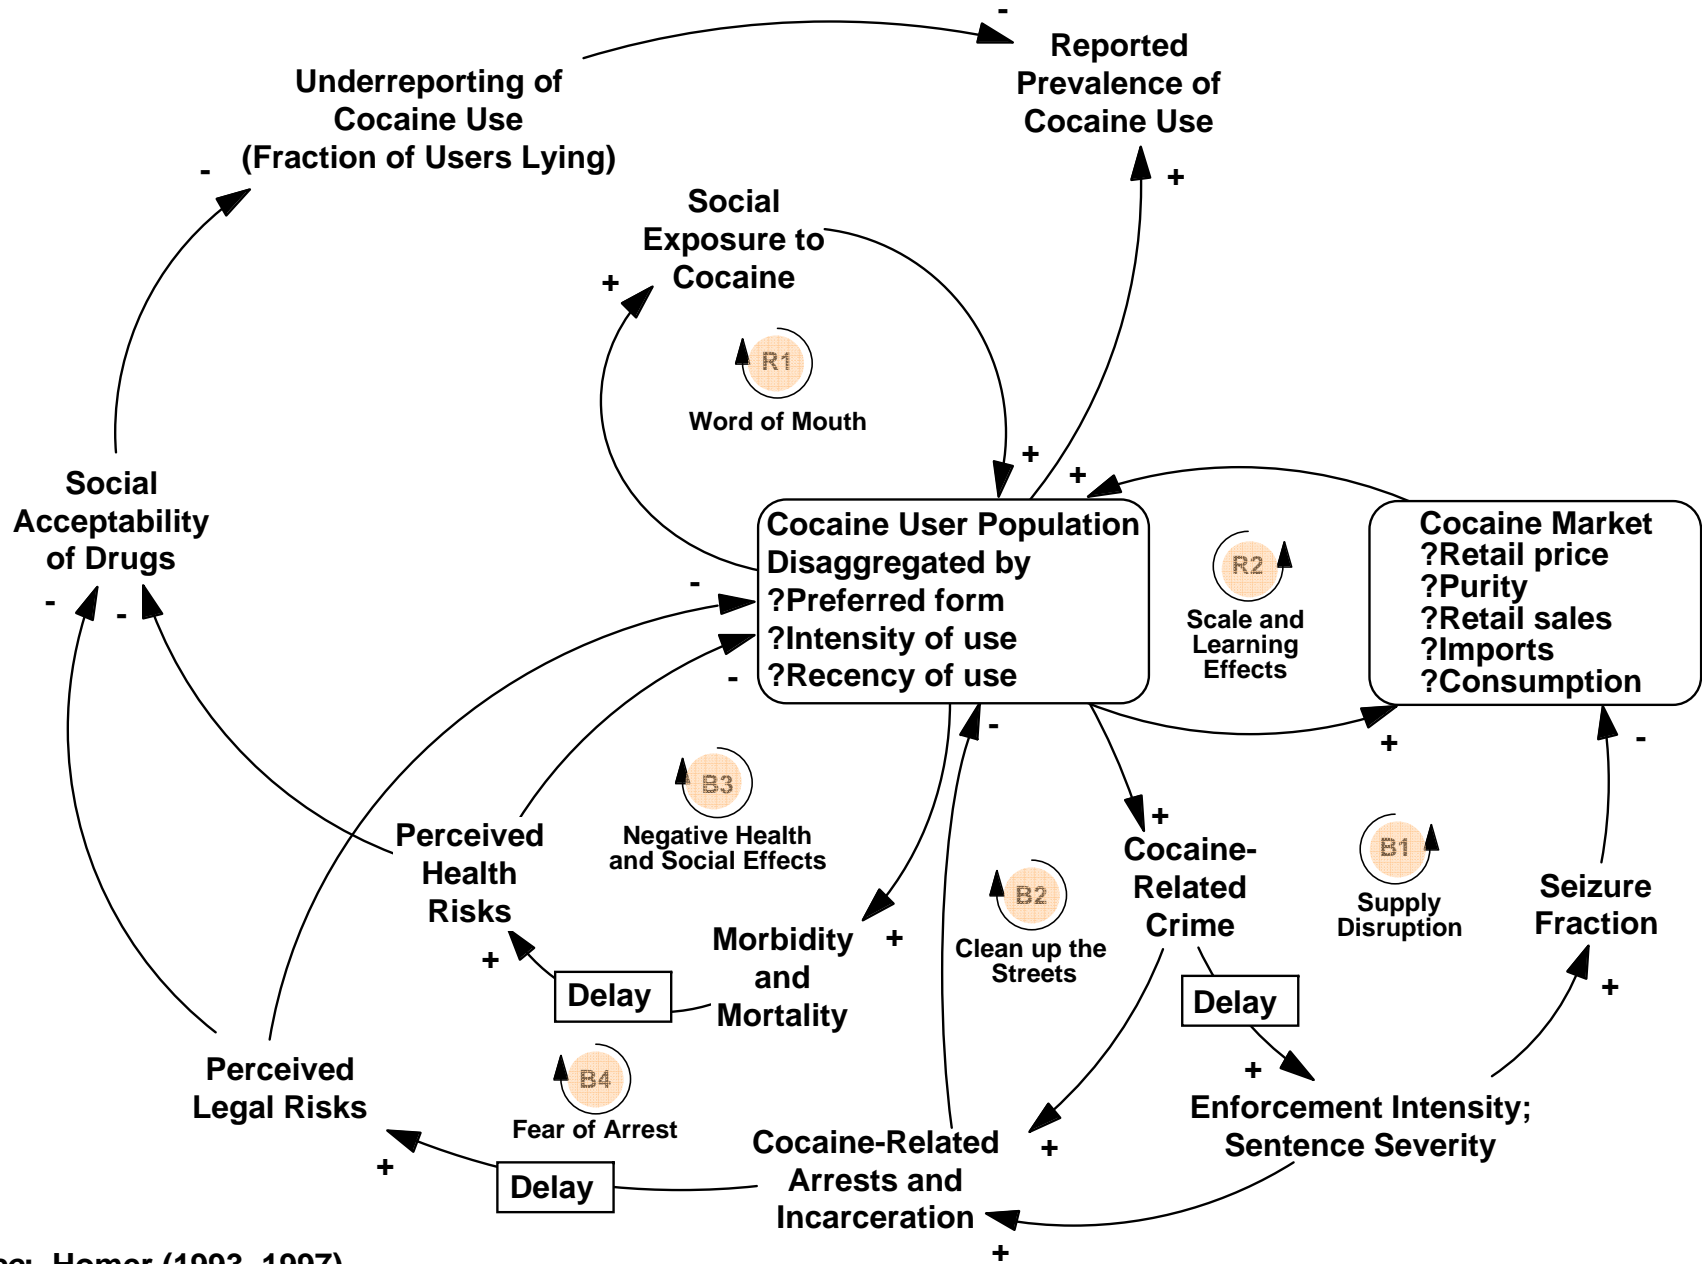 -
Reported
Prevalence of
Cocaine Use
Underreporting of
Cocaine Use
(Fraction of Users Lying)
-
+
Social
Exposure to
Cocaine
+
R1
Word of Mouth
+
+
Social
Acceptability
of Drugs
-
-
Cocaine User Population
Disaggregated by
?Preferred form
?Intensity of use
?Recency of use
-
-
-
R2
Scale and
Learning
Effects
Cocaine Market
?Retail price
?Purity
?Retail sales
?Imports
?Consumption
+
-
B3
Negative Health
and Social Effects
Perceived
Health
Risks
+
Delay
Morbidity
and
Mortality
+
B2
Clean up the
Streets
+
Cocaine-
Related
Crime
B1
Supply
Disruption
Seizure
Fraction
+
Delay
+
Enforcement Intensity;
Sentence Severity
Perceived
Legal Risks
+
B4
Fear of Arrest
Delay
Cocaine-Related
Arrests and
Incarceration
+
+
Homer (1993, 1997)